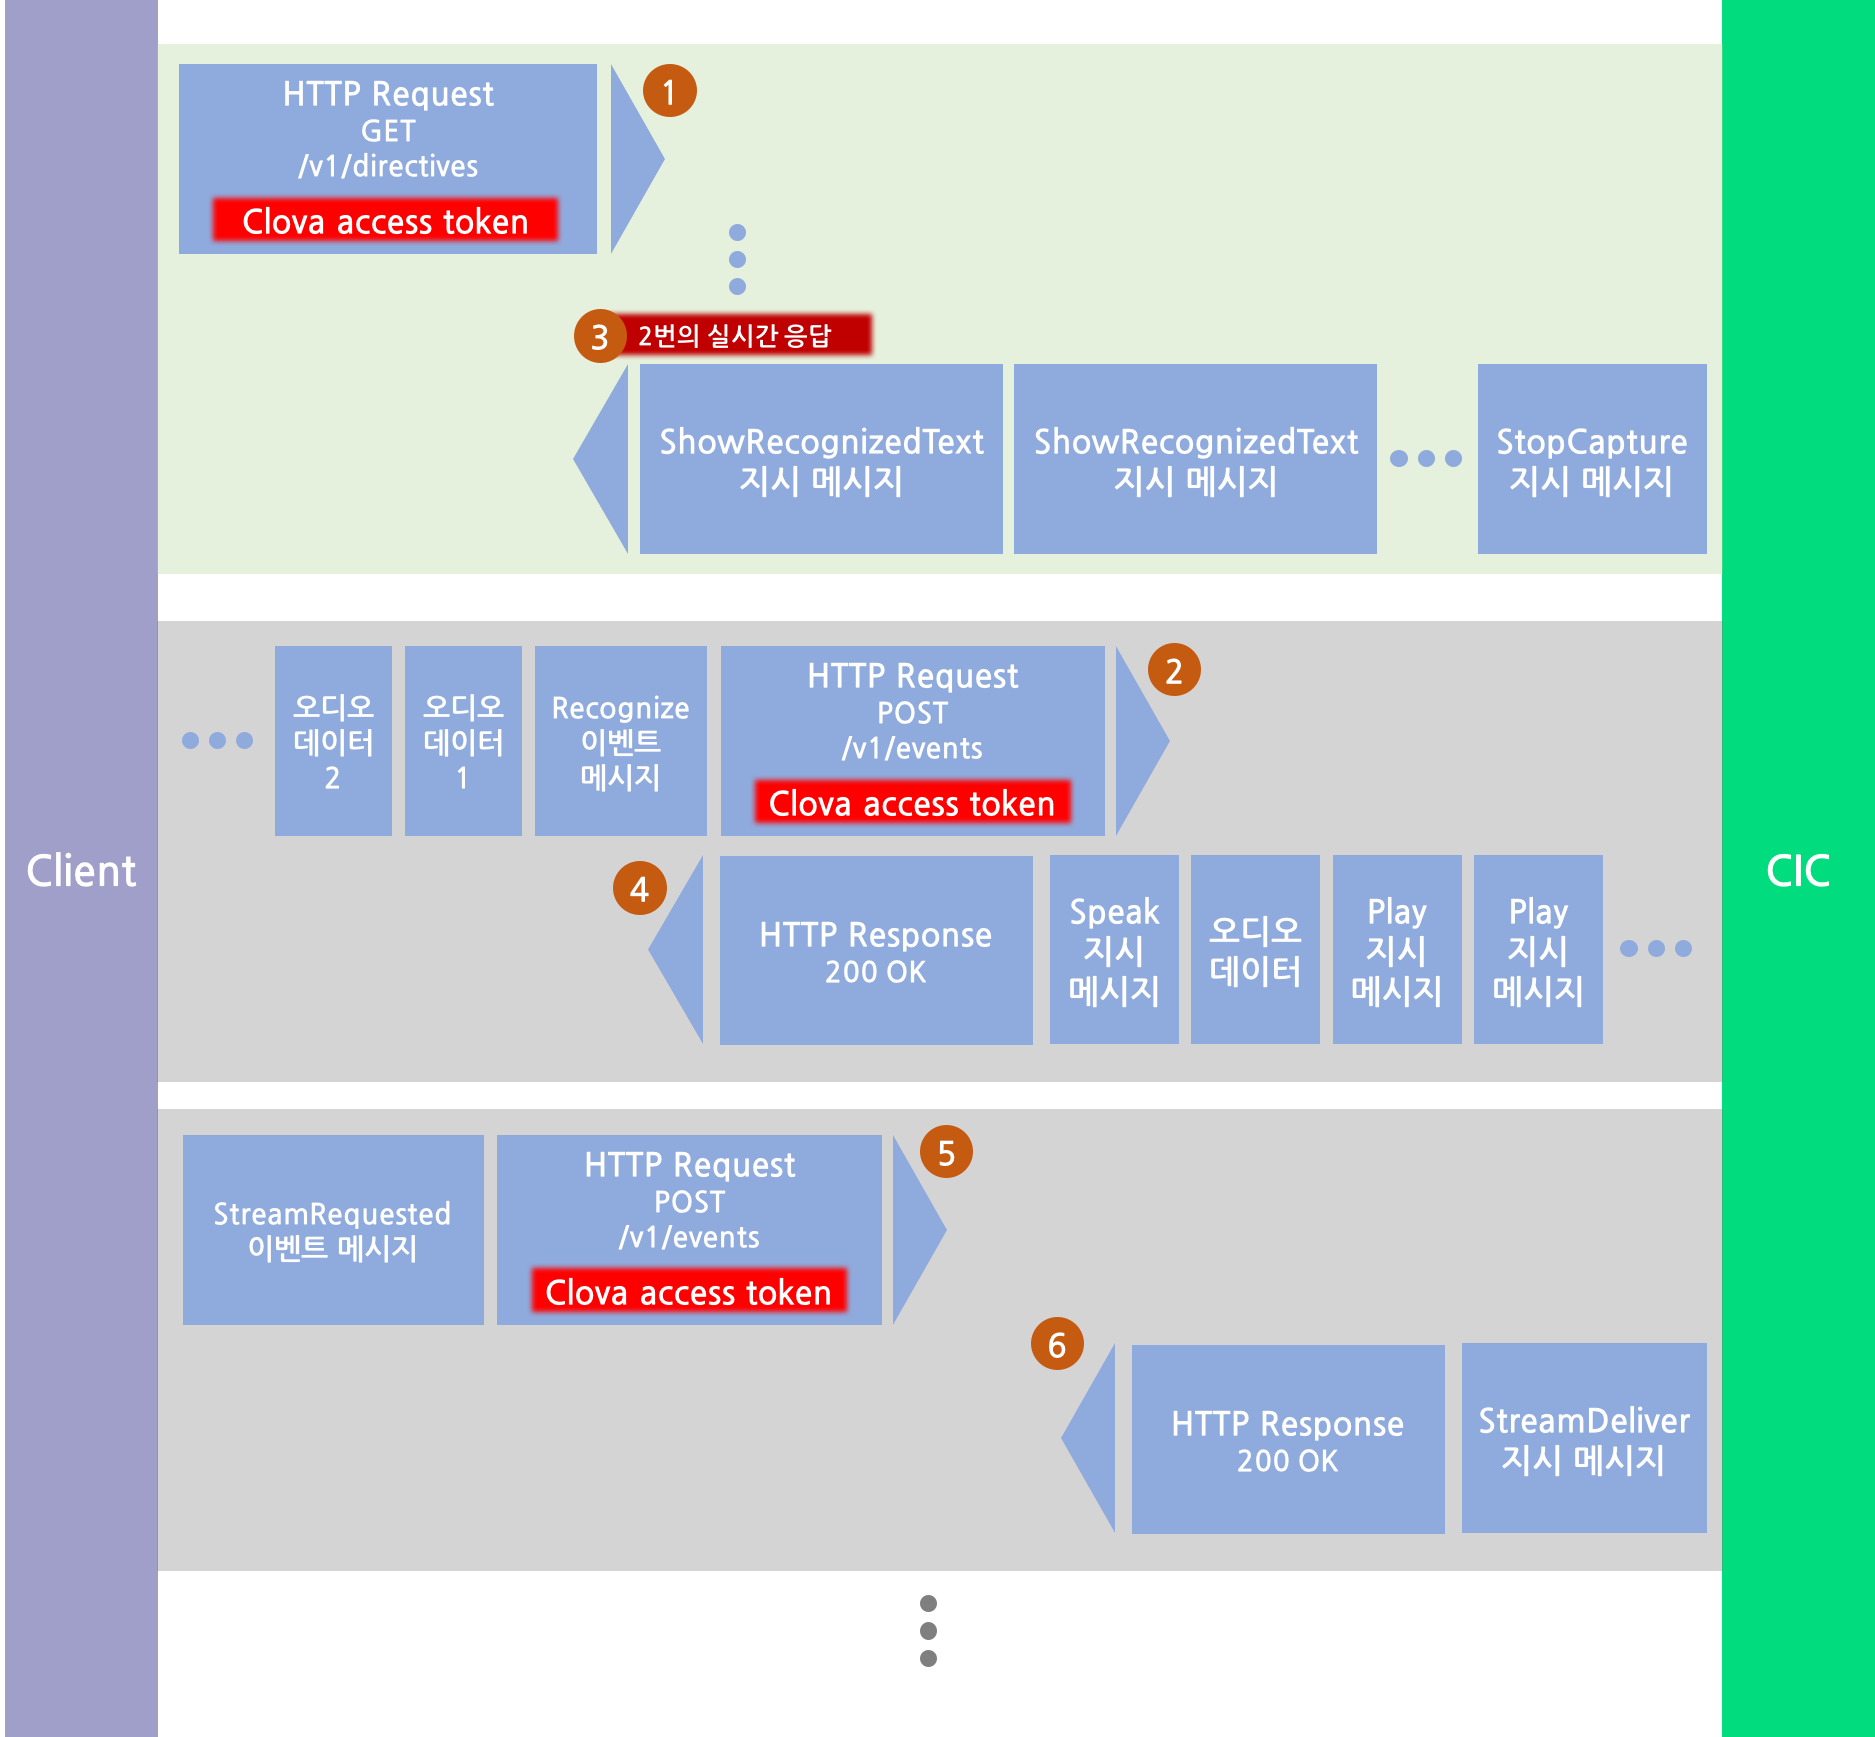 HTTP Request
GET
/v1/directives
Clova access token
1
3
2번의 실시간 응답
ShowRecognizedText
지시 메시지
ShowRecognizedText
지시 메시지
StopCapture
지시 메시지
오디오
데이터
2
오디오
데이터
1
Recognize
이벤트
메시지
HTTP Request
POST
/v1/events
Clova access token
2
Client
CIC
4
HTTP Response
200 OK
Speak
지시
메시지
오디오
데이터
Play
지시
메시지
Play
지시
메시지
StreamRequested
이벤트 메시지
HTTP Request
POST
/v1/events
Clova access token
5
6
HTTP Response
200 OK
StreamDeliver
지시 메시지